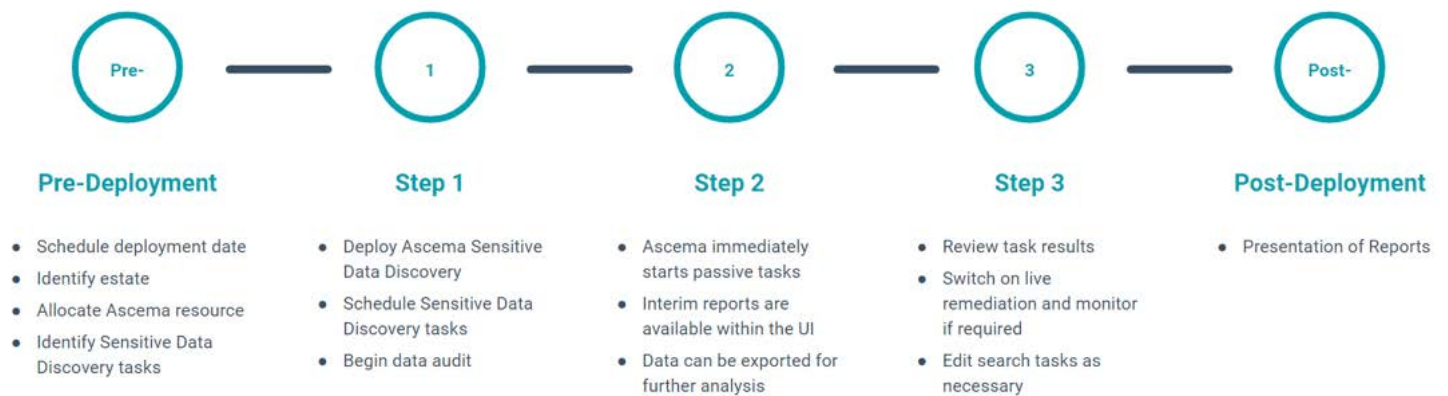 Pre-
1
2
3
Post-
Pre-Deployment
Step 1
Step 2
Step 3
Post-Deployment
● Schedule deployment date
● Identify estate
● Allocate Ascema resource
● Identify Sensitive Data
Discovery tasks
● Deploy Ascema Sensitive
Data Discovery
● Schedule Sensitive Data
Discovery tasks
● Begin data audit
● Ascema immediately
starts passive tasks
● Interim reports are
available within the UI
● Data can be exported for
further analysis
● Review task results
● Switch on live
remediation and monitor
if required
● Edit search tasks as
necessary
● Presentation of Reports